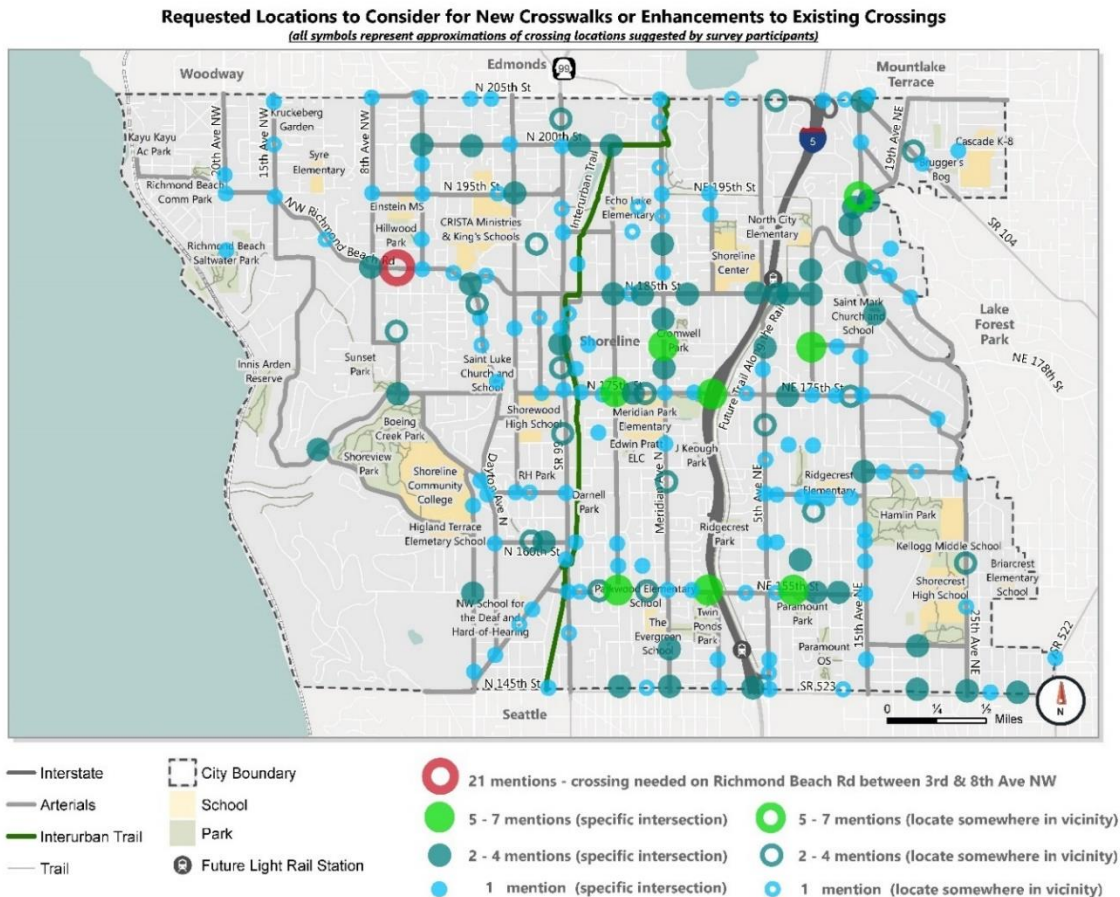 Requested Locations to Consider for New Crosswalks or Enhancements to Existing Crossings
(all symbols represent approximations of crossing locations suggested by survey participants)
Woodway
Edmonds
99
Mountlake
Terrace
N 205th St
Kruckeberg
Garden
20th Ave NW
15th Ave NW
8th Ave NW
Kayu Kayu
Ac Park
Syre
Elementary
N 200th St
Interurban Trail
5
19th Ave NE
Cascade K-8
Brugger's
Bog
Richmond Beach
Comm Park
N 195th St
NE 195th St
Einstein MS
Hillwood
Park
CRISTA Ministries
& King's Schools
Echo Lake
Elementary
North City
Elementary
SR 104
NW Richmond Beach Rd
Richmond Beach
Saltwater Park
Shoreline
Center
N 185th St
Saint Mark
Church and
School
Lake
Forest
Park
Shoreline
Cromwell
Park
NE 178th St
Innis Arden
Reserve
Sunset
Park
Saint Luke
Church and
School
Future Trail Along the Rail
N 175th St
NE 175th St
Boeing
Creek Park
Shorewood
High School
Meridian Park
Elementary
Shoreview
Park
Edwin Pratt
ELC
J Keough
Park
SR 99
Shoreline
Community
College
Dayton Ave N
RH Park
Meridian Ave N
5th Ave NE
Ridgecrest
Elementary
Darnell
Park
Hamlin Park
Higland Terrace
Elemetary School
Ridgecrest
Park
N 160th St
Kellogg Middle School
Briarcrest
Elementary
School
Parkwood Elementary
School
NE 155th St
Shorecrest
High School
NW School for
the Deaf and
Hard-of-Hearing
Twin
Ponds
Park
Paramount
Park
15th Ave NE
25th Ave NE
The
Evergreen
School
Paramount
OS
SR 522
N 145th St
SR 523
Seattle
N
0 ¼ ½
Miles
Interstate
Arterials
Interurban Trail
Trail
City Boundary
School
Park
Future Light Rail Station
21 mentions - crossing needed on Richmond Beach Rd between 3rd & 8th Ave NW
5 - 7 mentions (specific intersection)
5 - 7 mentions (locate somewhere in vicinity)
2 - 4 mentions (specific intersection)
2 - 4 mentions (locate somewhere in vicinity)
1 mention (specific intersection)
1 mention (locate somewhere in vicinity)